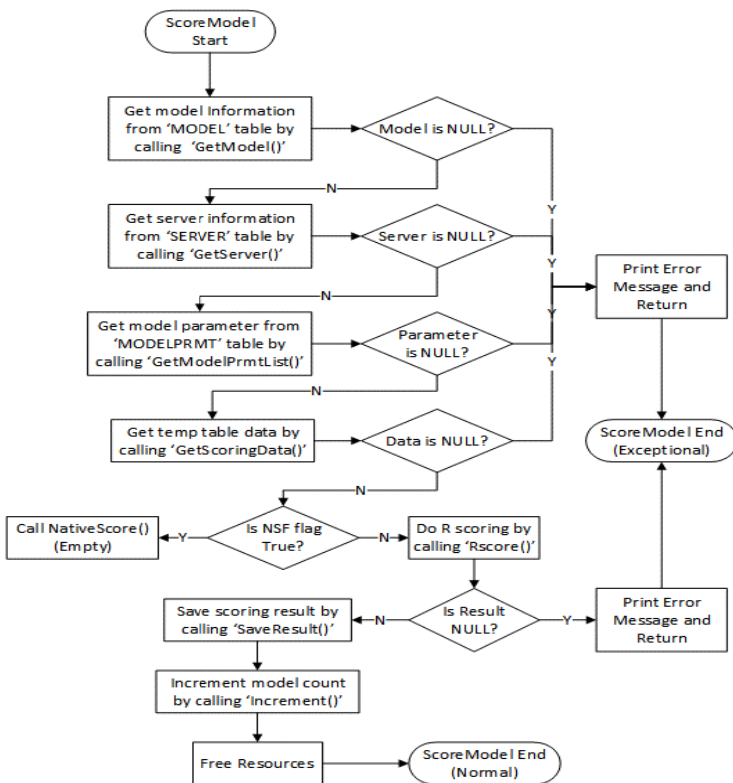 ScoreModel
Start
Get model Information
from ‘MODEL’ table by
calling ‘GetModel()’
Model is NULL?
N
Y
Get server information
from ‘SERVER’ table by
calling ‘GetServer()’
Server is NULL?
Y
Y
N
Print Error
Message and
Return
Get model parameter from
‘MODELPRMT’ table by
calling ‘GetModelPrmtList()’
Parameter
is NULL?
Y
Y
N
Get temp table data by
calling ‘GetScoringData()’
Data is NULL?
ScoreModel End
(Exceptional)
N
Call NativeScore()
(Empty)
Y
Is NSF flag
True?
N
Do R scoring by
calling ‘Rscore()’
Save scoring result by
calling ‘SaveResult()’
N
Is Result
NULL?
Y
Print Error
Message and
Return
Increment model count
by calling ‘Increment()’
Free Resources
ScoreModel End
(Normal)